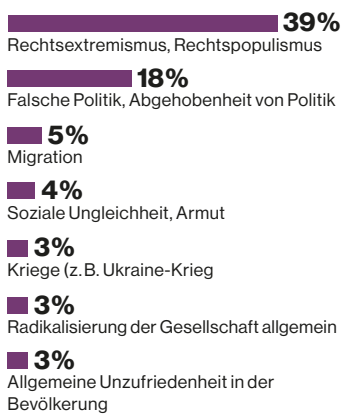 39%
Rechtsextremismus, Rechtspopulismus
18%
Falsche Politik, Abgehobenheit von Politik
5%
Migration
4%
Soziale Ungleichheit, Armut
3%
Kriege (z.B. Ukraine-Krieg
3%
Radikalisierung der Gesellschaft allgemein
3%
Allgemeine Unzufriedenheit in der
Bevölkerung